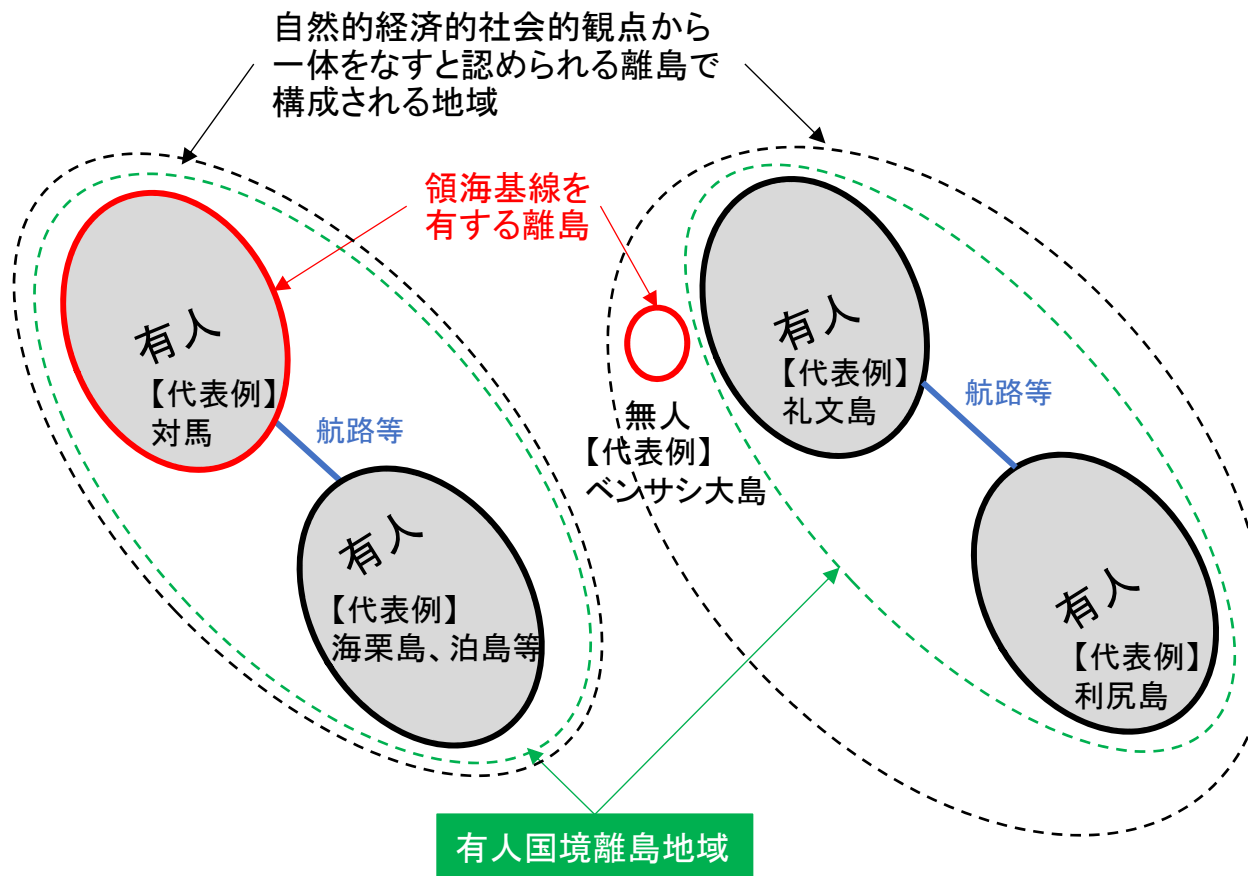 自然的経済的社会的観点から
一体をなすと認められる離島で
構成される地域
領海基線を
有する離島
有人
【代表例】
対馬
航路等
有人
【代表例】
海栗島、泊島等
無人
【代表例】
ベンサシ大島
有人
【代表例】
礼文島
航路等
有人
【代表例】
利尻島
有人国境離島地域